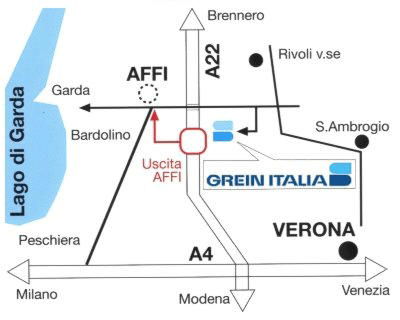 Brennero
A22
Rivoli v.se
AFFI
Garda
Lago di Garda
Bardolino
S.Ambrogio
Uscita
AFFI
GREIN ITALIA
VERONA
Peschiera
A4
Milano
Modena
Venezia